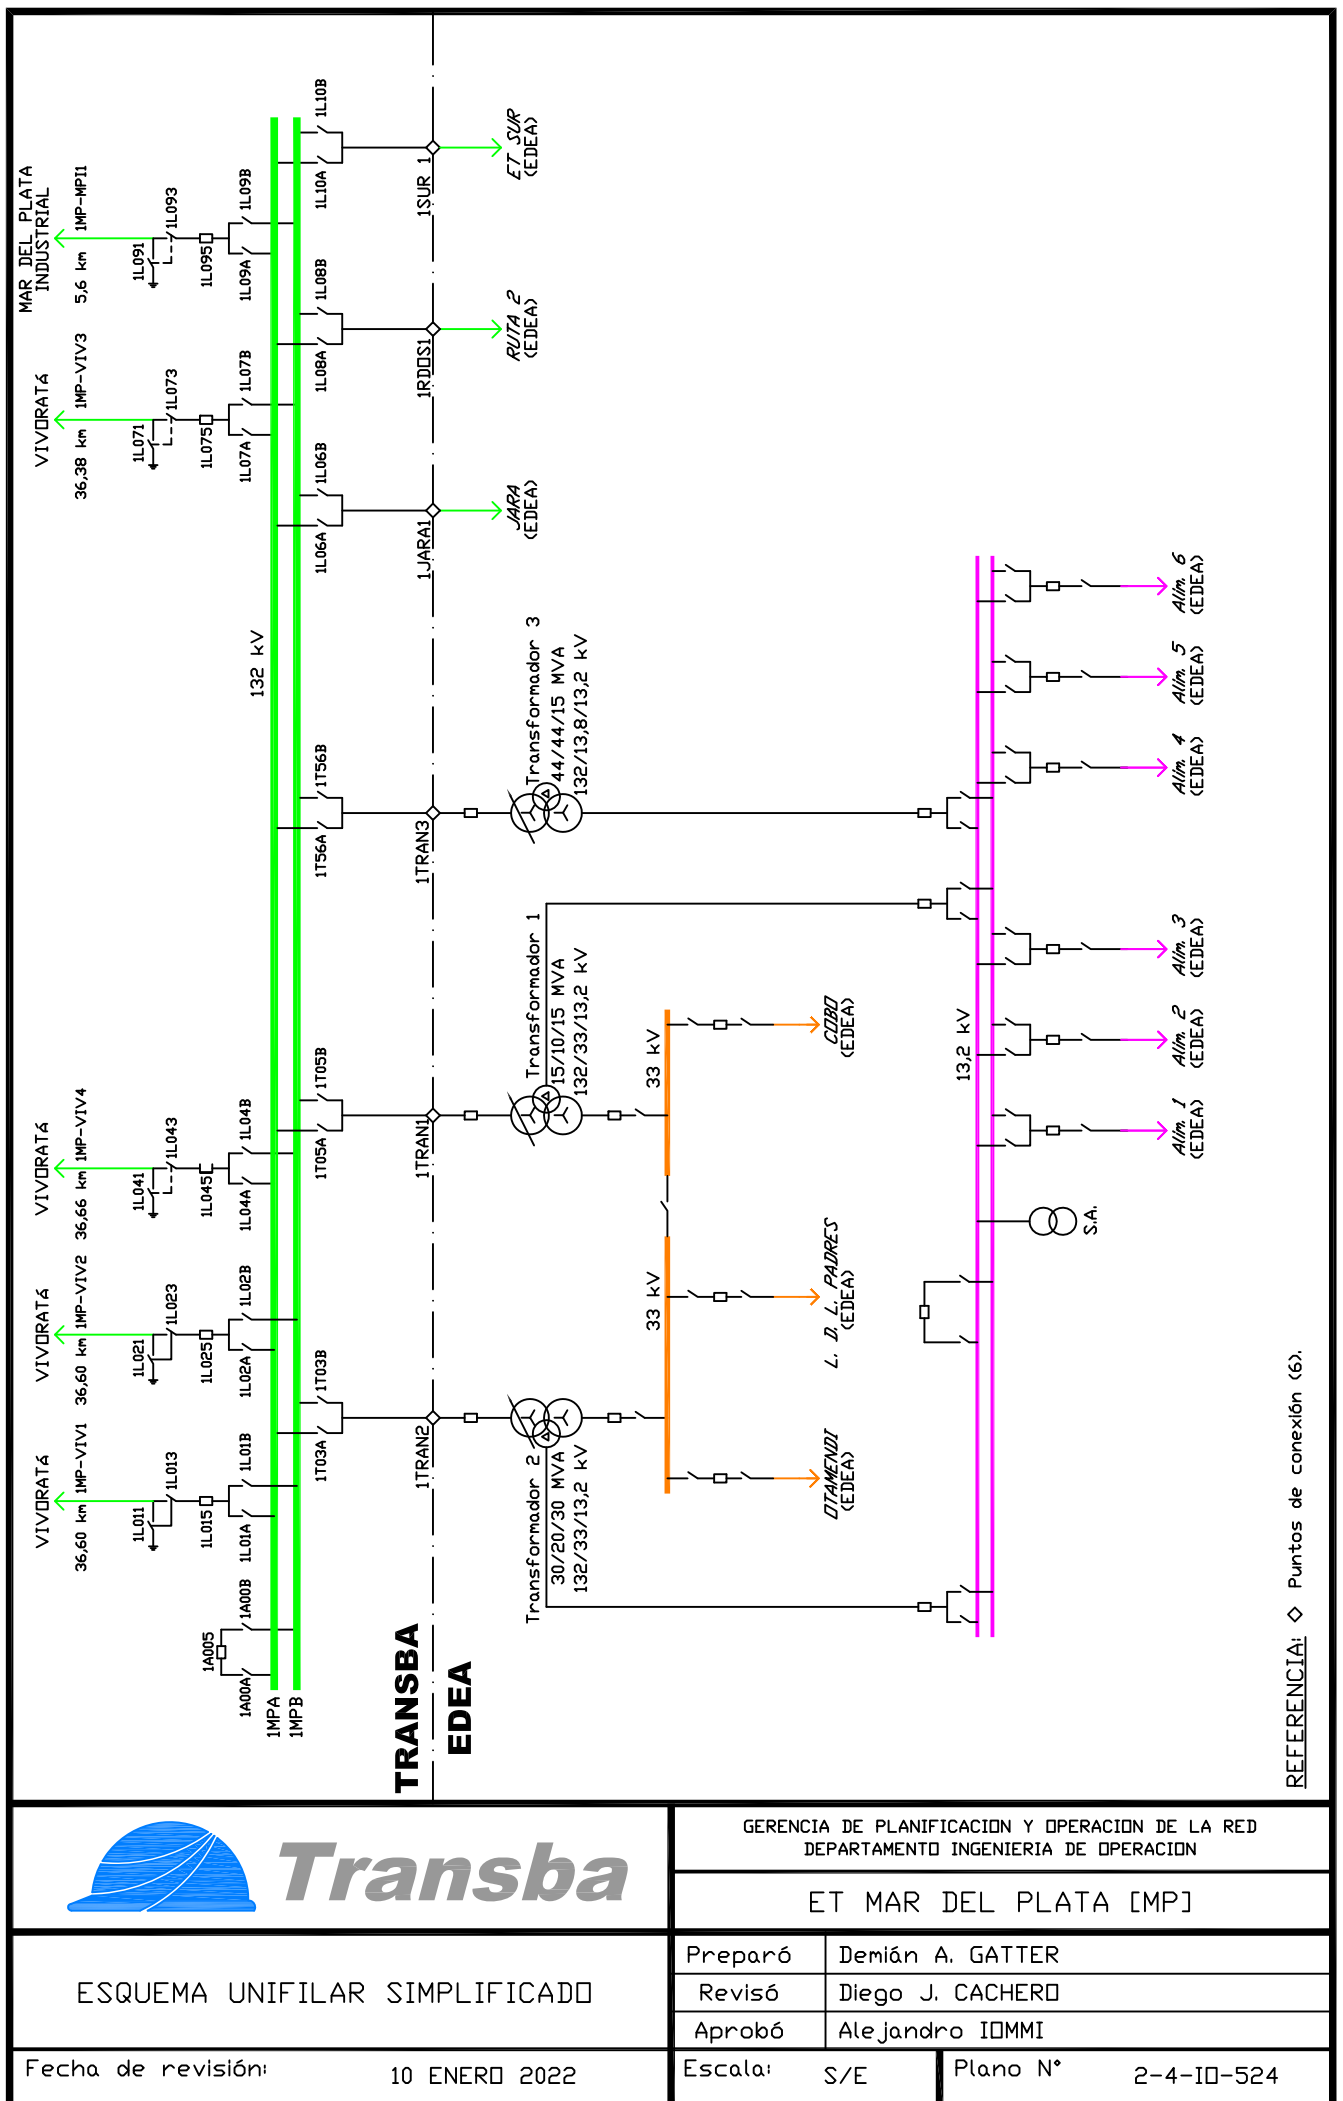 MAR DEL PLATA
INDUSTRIAL
5,6 km 1MP-MPI1
1L091
1L093
1L095
1L09A
1L09B
1L10A
1L10B
1SUR 1
ET SUR
(EDEA)
VIVORATÁ
36,38 km 1MP-VIV3
1L071
1L073
1L075
1L07A
1L07B
1L08A
1L08B
1RDOS1
RUTA 2
(EDEA)
1L06A
1L06B
1JARA1
JARA
(EDEA)
132 kV
1T56A
1T56B
1TRAN3
Transformador 3
44/44/15 MVA
132/13,8/13,2 kV
VIVORATÁ
36,66 km 1MP-VIV4
1L041
1L043
1L045
1L04A
1L04B
1T05A
1T05B
1TRAN1
Transformador 1
15/10/15 MVA
132/33/13,2 kV
VIVORATÁ
36,60 km 1MP-VIV2
1L021
1L023
1L025
1L02A
1L02B
1T03A
1T03B
1TRAN2
Transformador 2
30/20/30 MVA
132/33/13,2 kV
VIVORATÁ
36,60 km 1MP-VIV1
1L011
1L013
1L015
1L01A
1L01B
1A005
1A00A
1A00B
1MPA
1MPB
33 kV
COBO
(EDEA)
33 kV
L. D. L. PADRES
(EDEA)
OTAMENDI
(EDEA)
13,2 kV
Alim. 6
(EDEA)
Alim. 5
(EDEA)
Alim. 4
(EDEA)
Alim. 3
(EDEA)
Alim. 2
(EDEA)
Alim. 1
(EDEA)
S.A.
TRANSBA
EDEA
REFERENCIA: Puntos de conexión (6).
Transba
GERENCIA DE PLANIFICACION Y OPERACION DE LA RED
DEPARTAMENTO INGENIERIA DE OPERACION
ET MAR DEL PLATA [MP]
ESQUEMA UNIFILAR SIMPLIFICADO
Preparó Demián A. GATTER
Revisó Diego J. CACHERO
Aprobó Alejandro IOMMI
Fecha de revisión: 10 ENERO 2022
Escala: S/E
Plano N° 2-4-IO-524